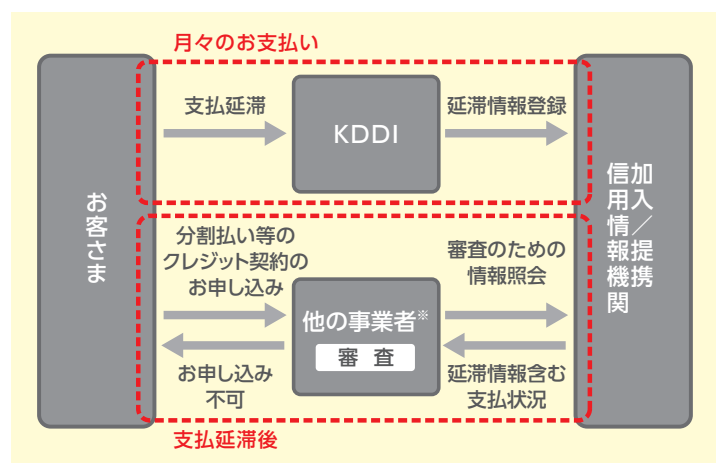 月々のお支払い
お客さま
支払延滞
KDDI
延滞情報登録
加入／提携
信用情報機関
分割払い等の
クレジット契約の
お申し込み
他の事業者※
審 査
審査のための
情報照会
お申し込み
不可
延滞情報含む
支払状況
支払延滞後